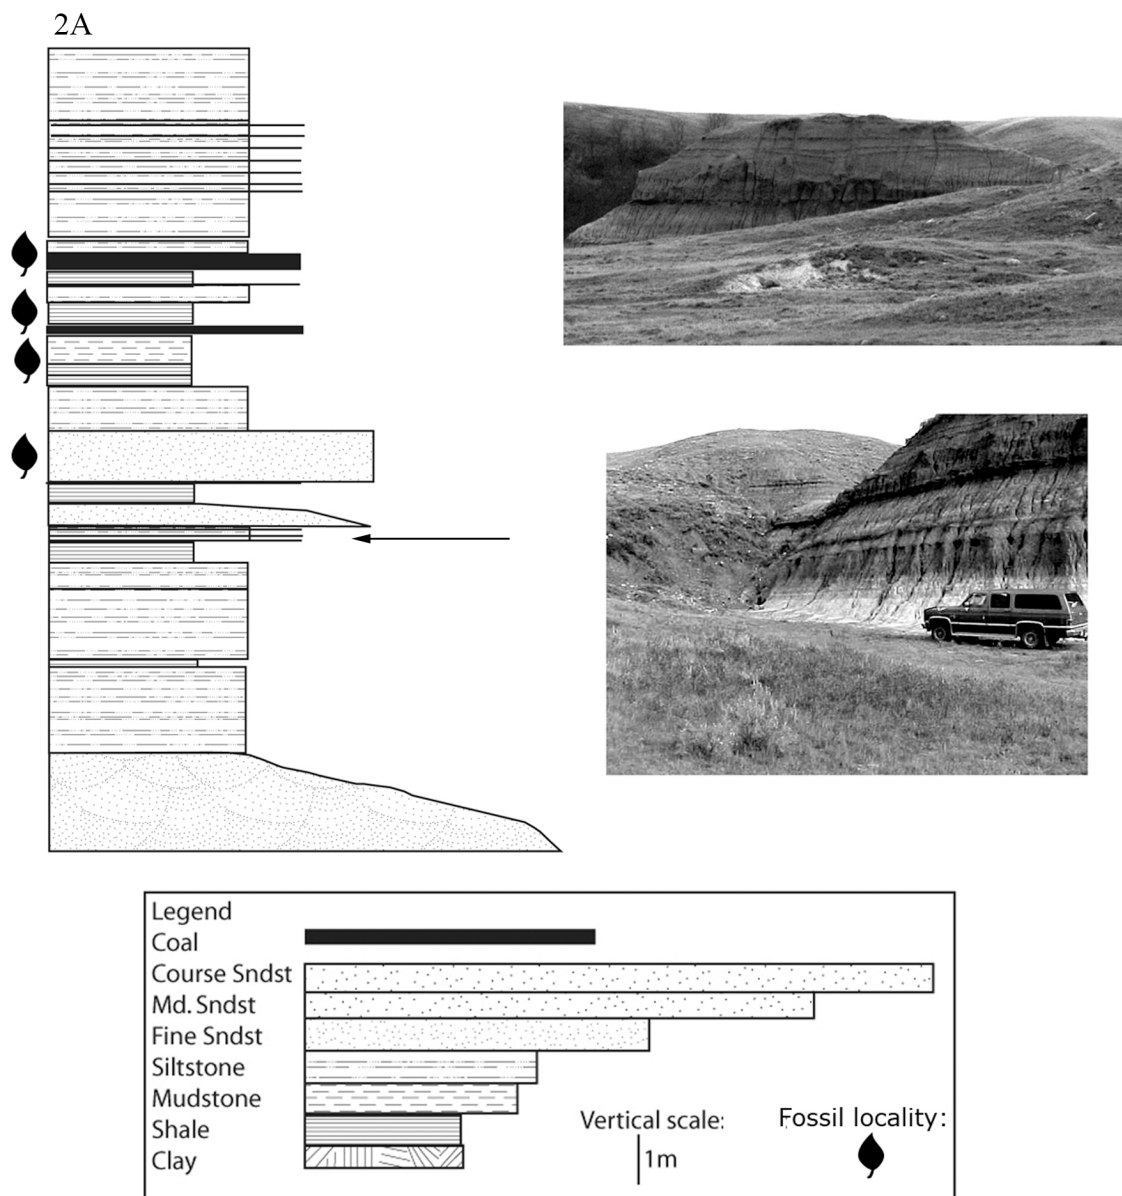 2A
Legend
Coal
Course Sndst
Md. Sndst
Fine Sndst
Siltstone
Mudstone
Shale
Clay
Vertical scale:
1m
Fossil locality: